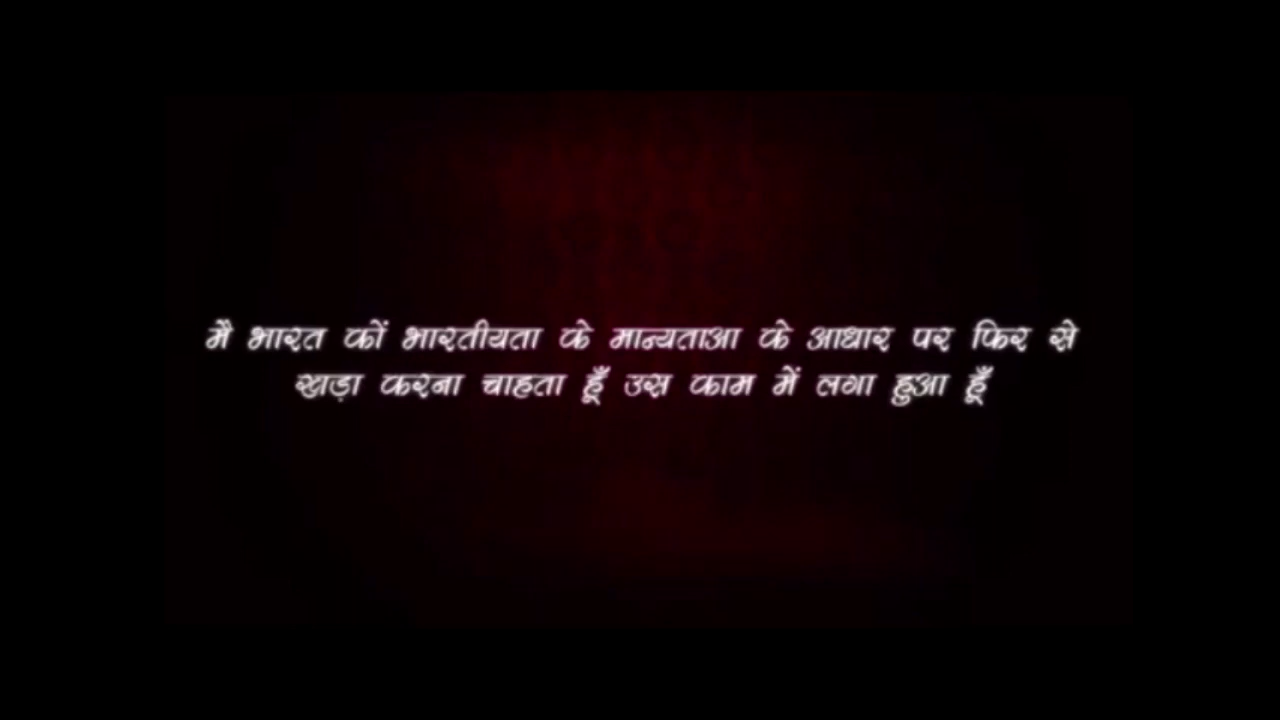 मै भारत कों भारतीयता के मान्यताआ के आधार पर फिर से
खड़ा करना चाहता हूँ उस काम में लगा हुआ हूँ